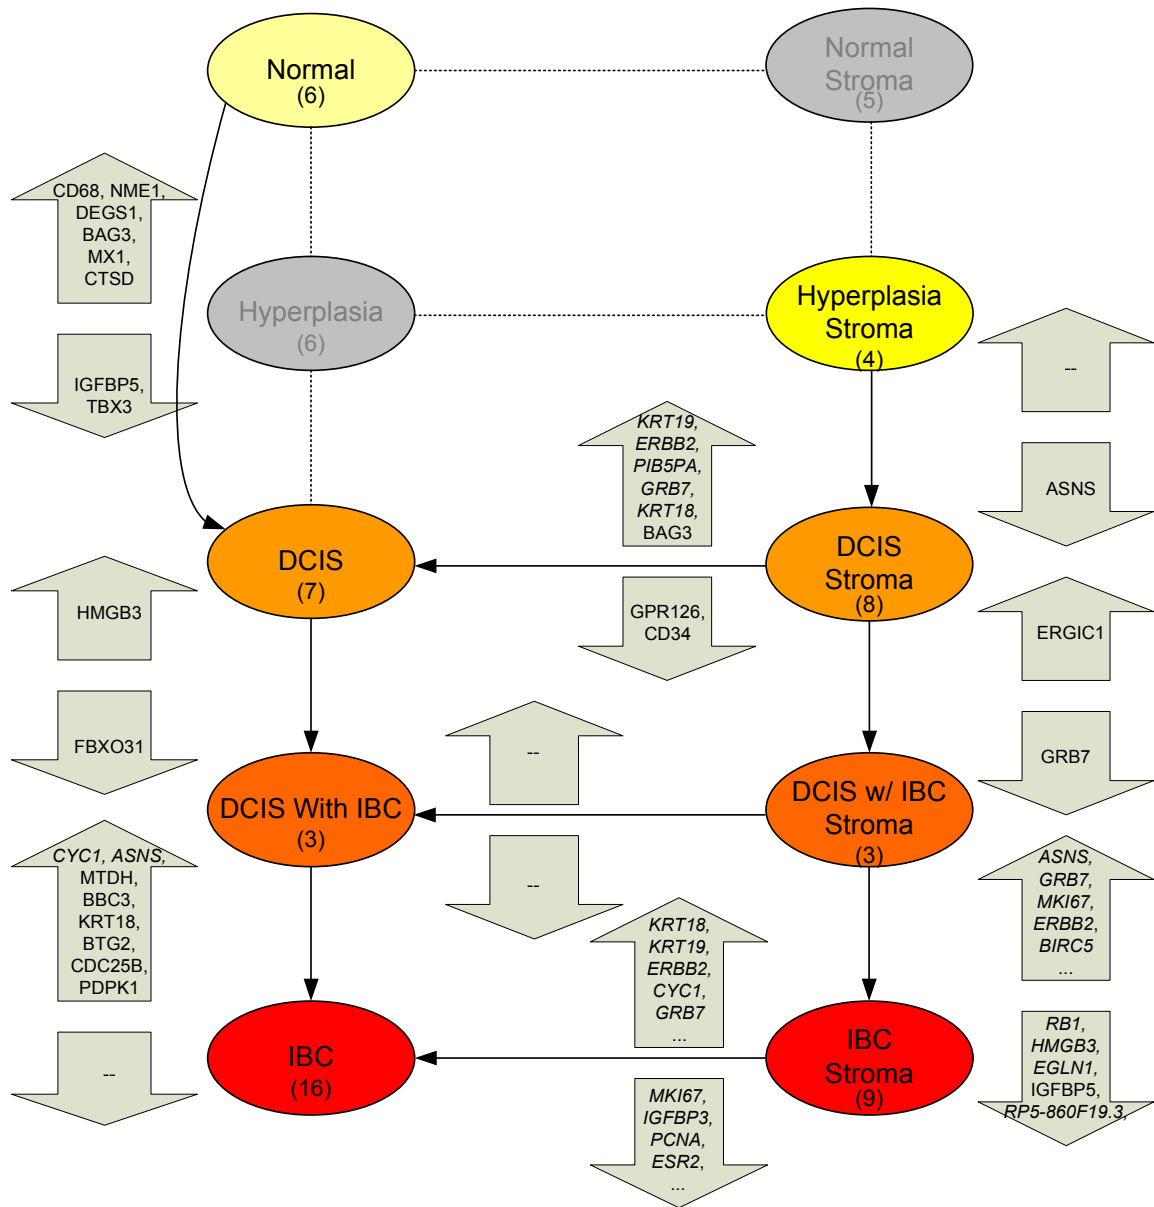 Normal
(6)
Normal
Stroma
(5)
CD68, NME1,
DEGS1,
BAG3,
MX1,
CTSD
IGFBP5,
TBX3
Hyperplasia
(6)
Hyperplasia
Stroma
(4)
--
ASNS
KRT19,
ERBB2,
PIB5PA,
GRB7,
KRT18,
BAG3
DCIS
(7)
DCIS
Stroma
(8)
GPR126,
CD34
HMGB3
FBXO31
ERGIC1
GRB7
--
--
DCIS With IBC
(3)
DCIS w/ IBC
Stroma
(3)
CYC1, ASNS,
MTDH,
BBC3,
KRT18,
BTG2,
CDC25B,
PDPK1
--
KRT18,
KRT19,
ERBB2,
CYC1,
GRB7
...
ASNS,
GRB7,
MKI67,
ERBB2,
BIRC5
...
IBC
(16)
IBC
Stroma
(9)
MKI67,
IGFBP3,
PCNA,
ESR2,
...
RB1,
HMGB3,
EGLN1,
IGFBP5,
RP5-860F19.3,